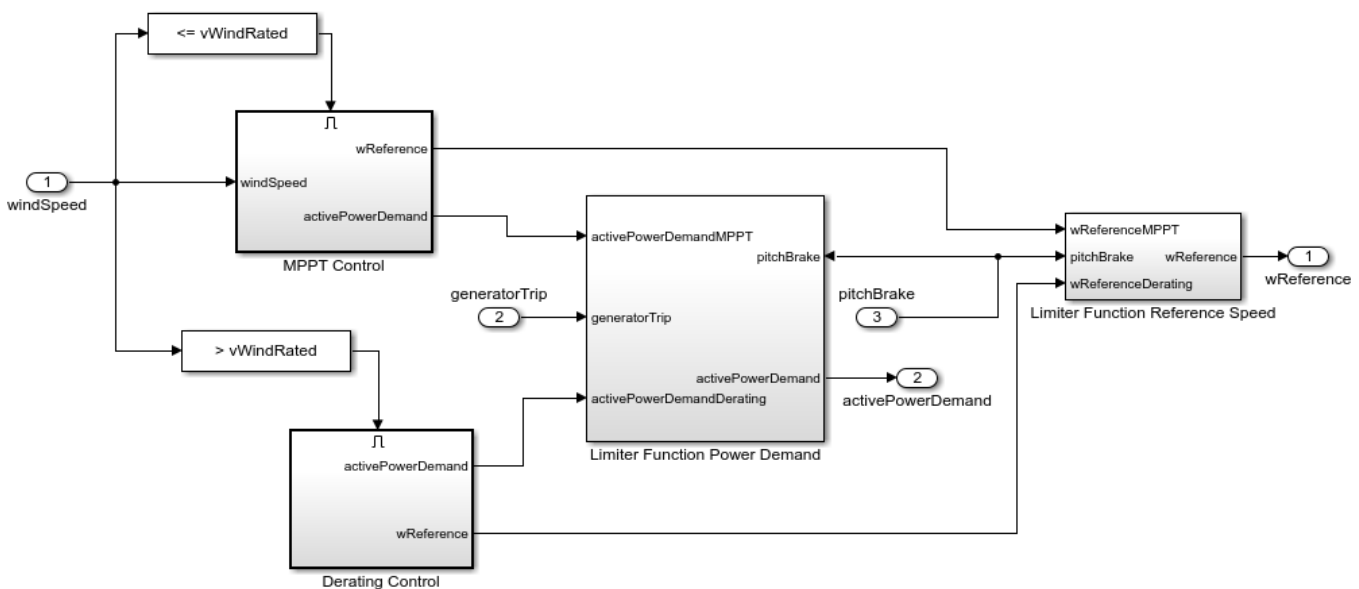 <= vWindRated
wReference
1
windSpeed
windSpeed
activePowerDemand
MPPT Control
activePowerDemandMPPT
pitchBrake
wReferenceMPPT
pitchBrake
wReference
wReferenceDerating
1
wReference
Limiter Function Reference Speed
generatorTrip
2
generatorTrip
pitchBrake
3
> vWindRated
activePowerDemand
2
activePowerDemand
activePowerDemandDerating
Limiter Function Power Demand
activePowerDemand
wReference
Derating Control